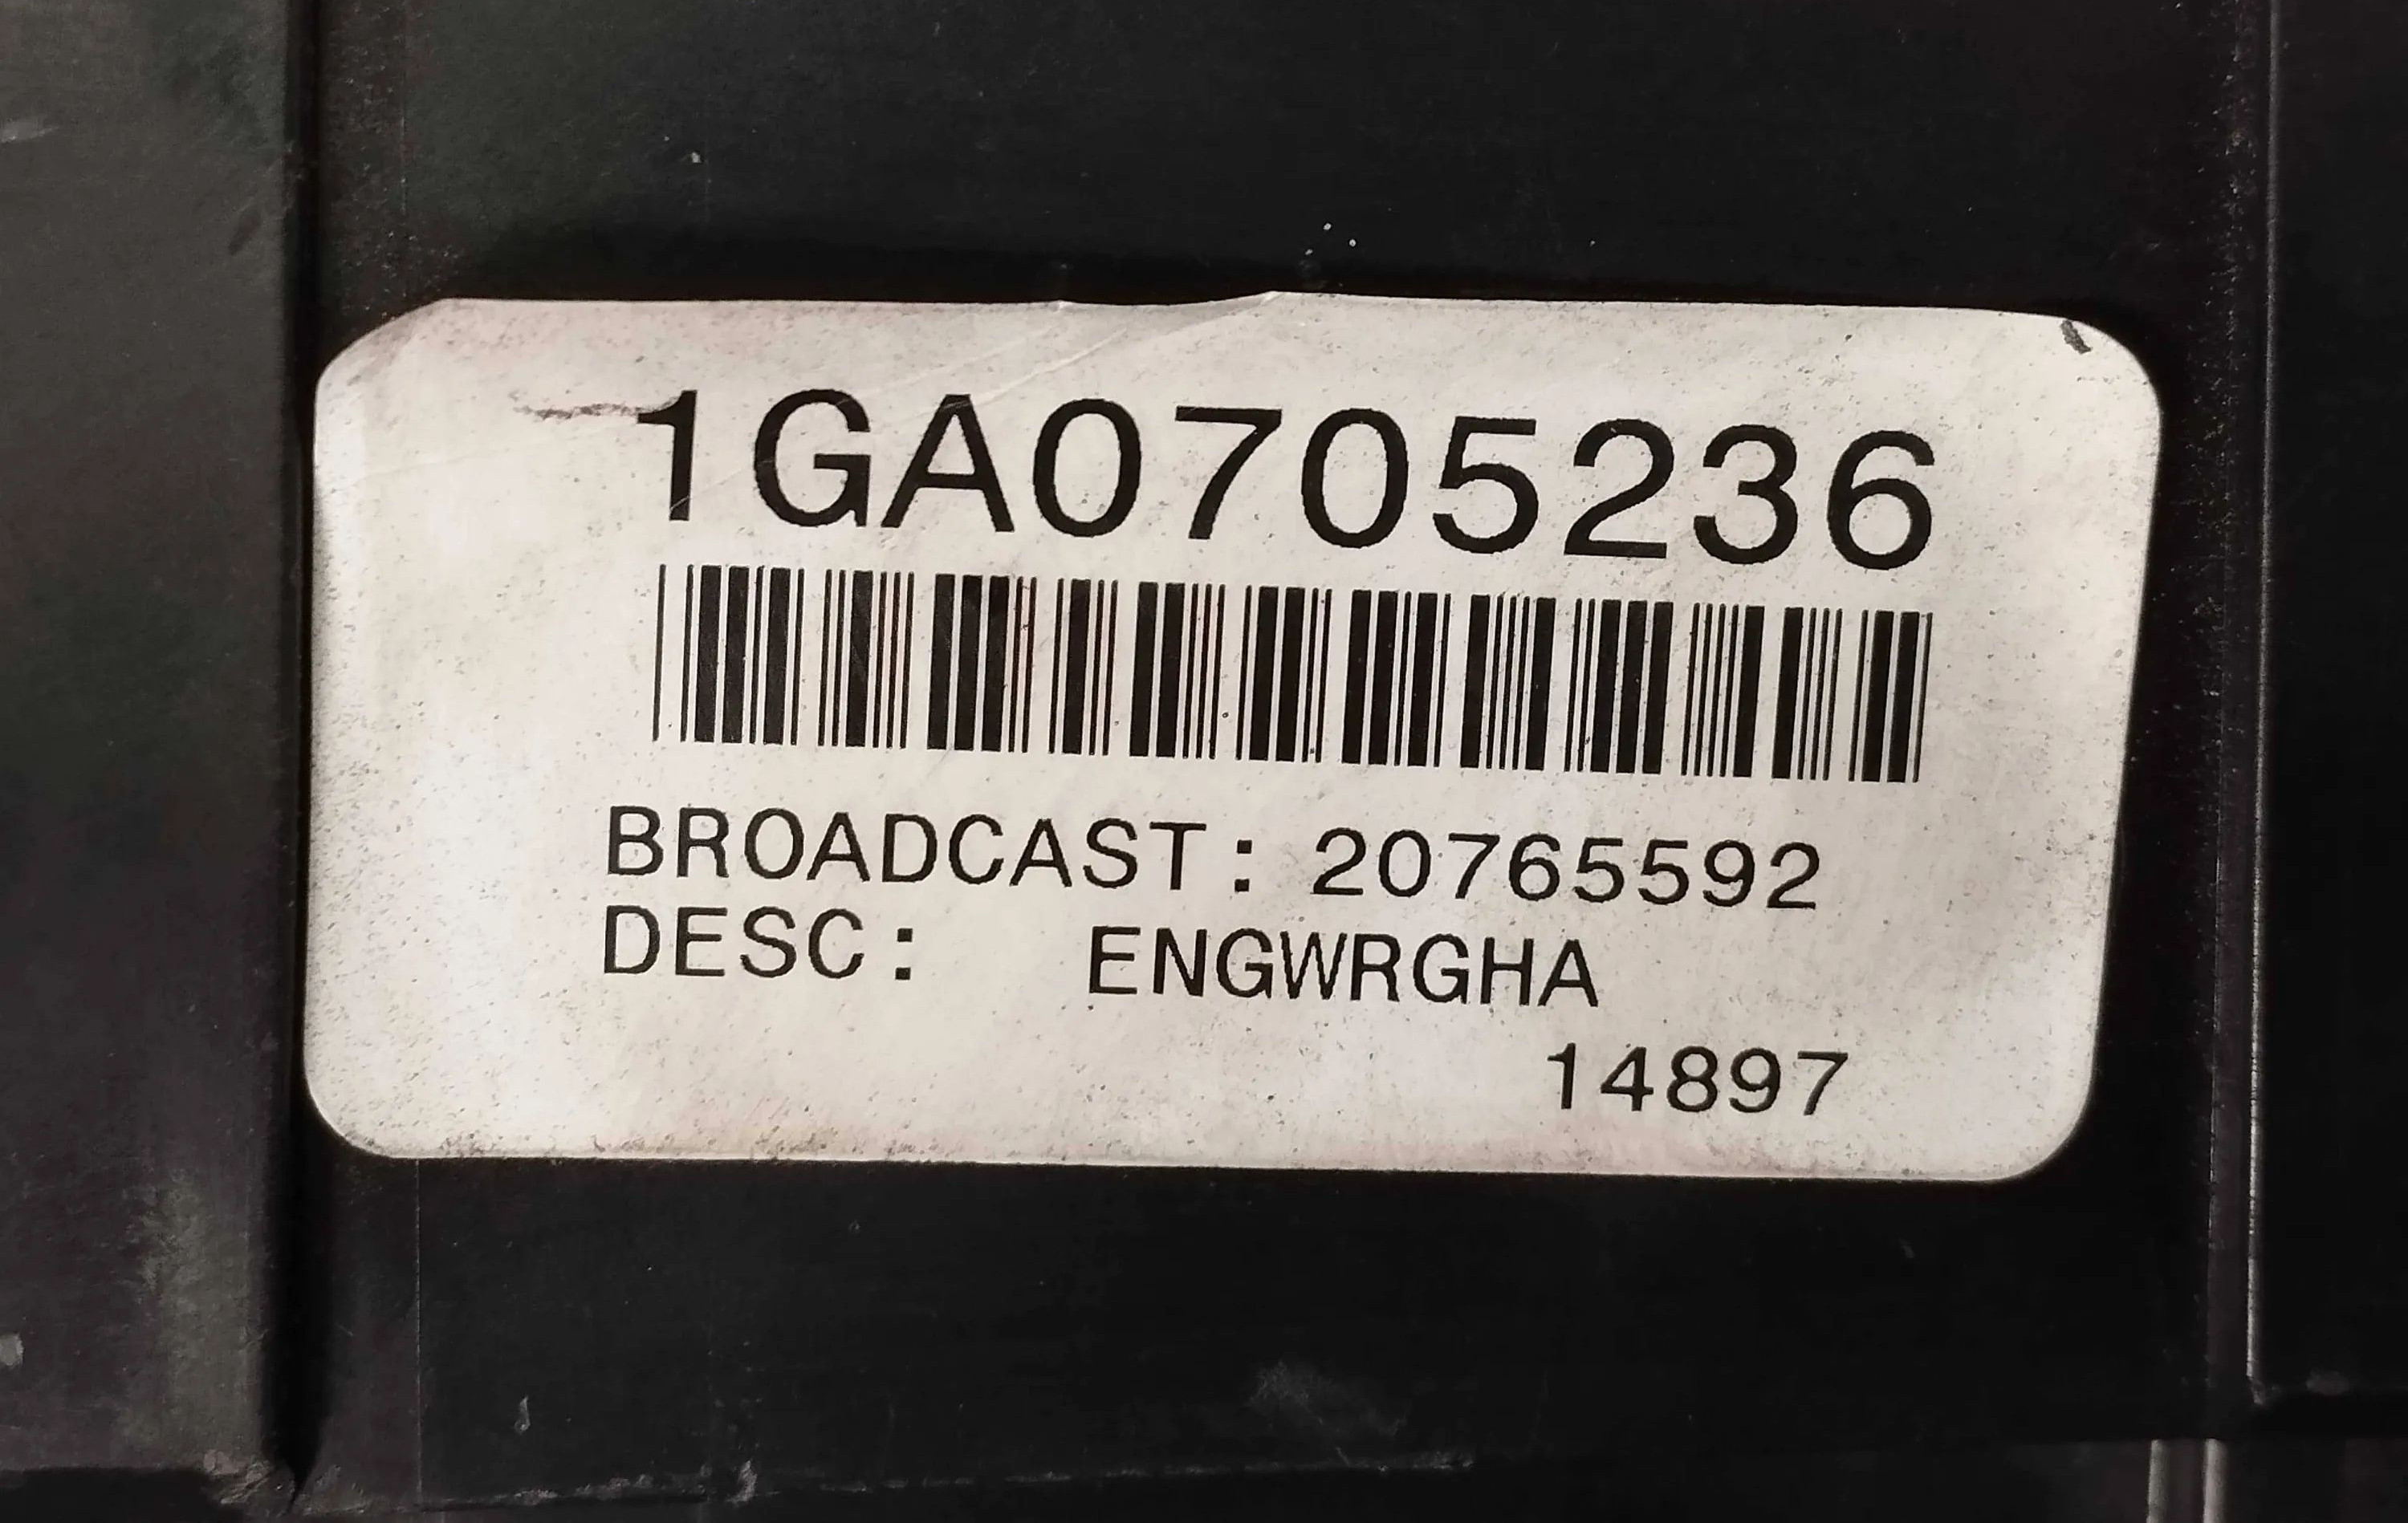 1GA0705236
BROADCAST: 20765592
DESC: ENGWRGHA
14897